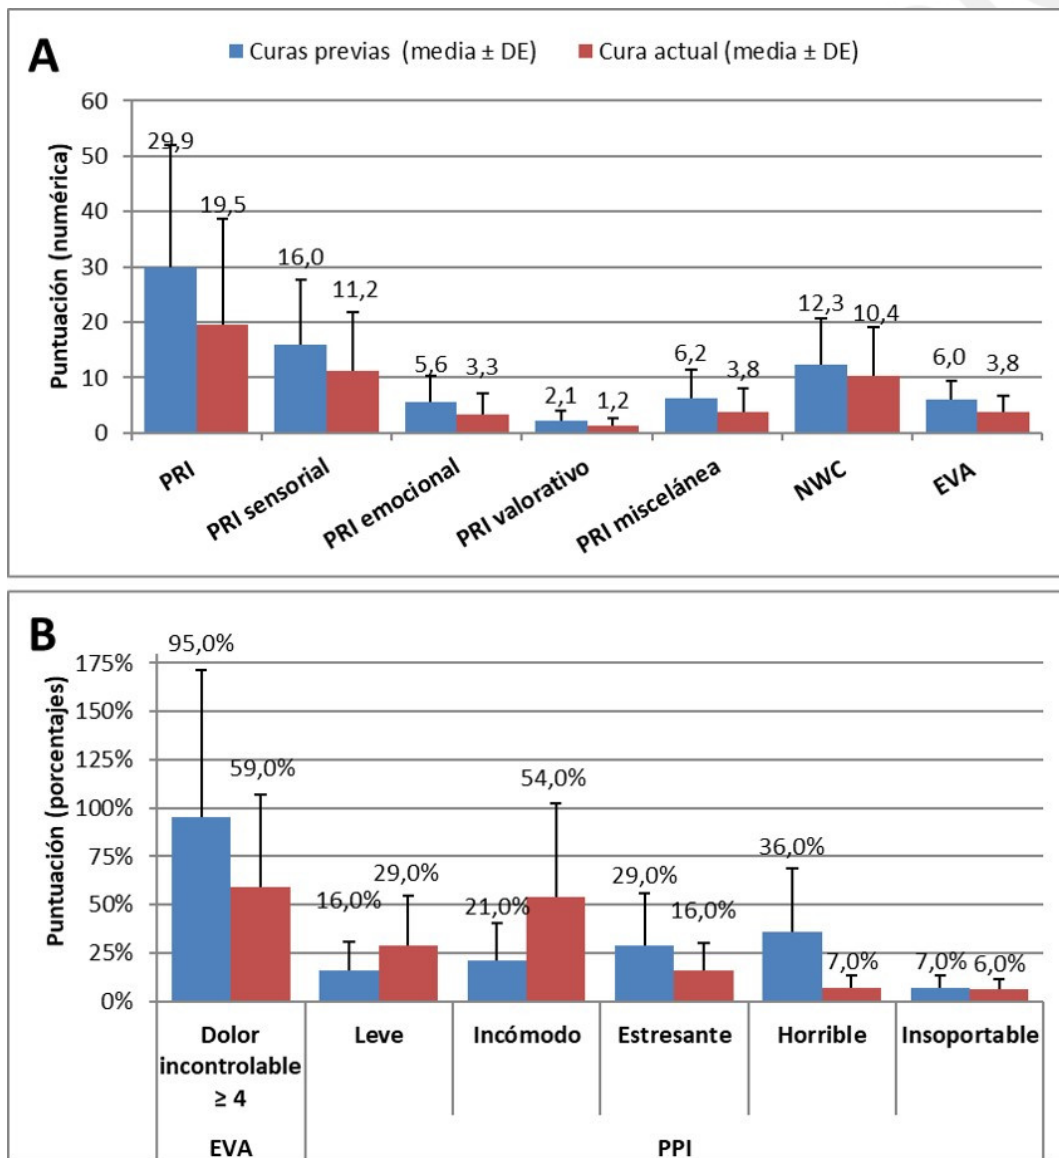 A
Curas previas (media ± DE) Cura actual (media ± DE)
Puntuación (numérica)
60
50
40
30
20
10
0
29,9 19,5 16,0 11,2 5,6 3,3 2,1 1,2 6,2 3,8 12,3 10,4 6,0 3,8
PRI PRI sensorial PRI emocional PRI valorativo PRI miscelánea NWC EVA
B
Puntuación (porcentajes)
175%
150%
125%
100%
75%
50%
25%
0%
95,0% 59,0% 16,0% 29,0% 21,0% 54,0% 29,0% 16,0% 36,0% 7,0% 7,0% 6,0%
Dolor incontrolable ≥ 4 Leve Incómodo Estresante Horrible Insoportable
EVA PPI